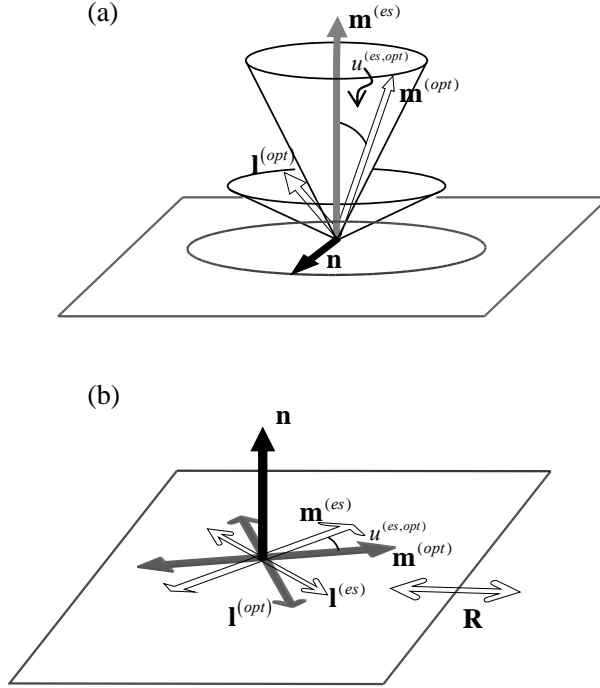 (a)
m^(es)
u^(es,opt)
m^(opt)
l^(opt)
n
(b)
n
m^(es)
u^(es,opt)
m^(opt)
l^(es)
l^(opt)
R